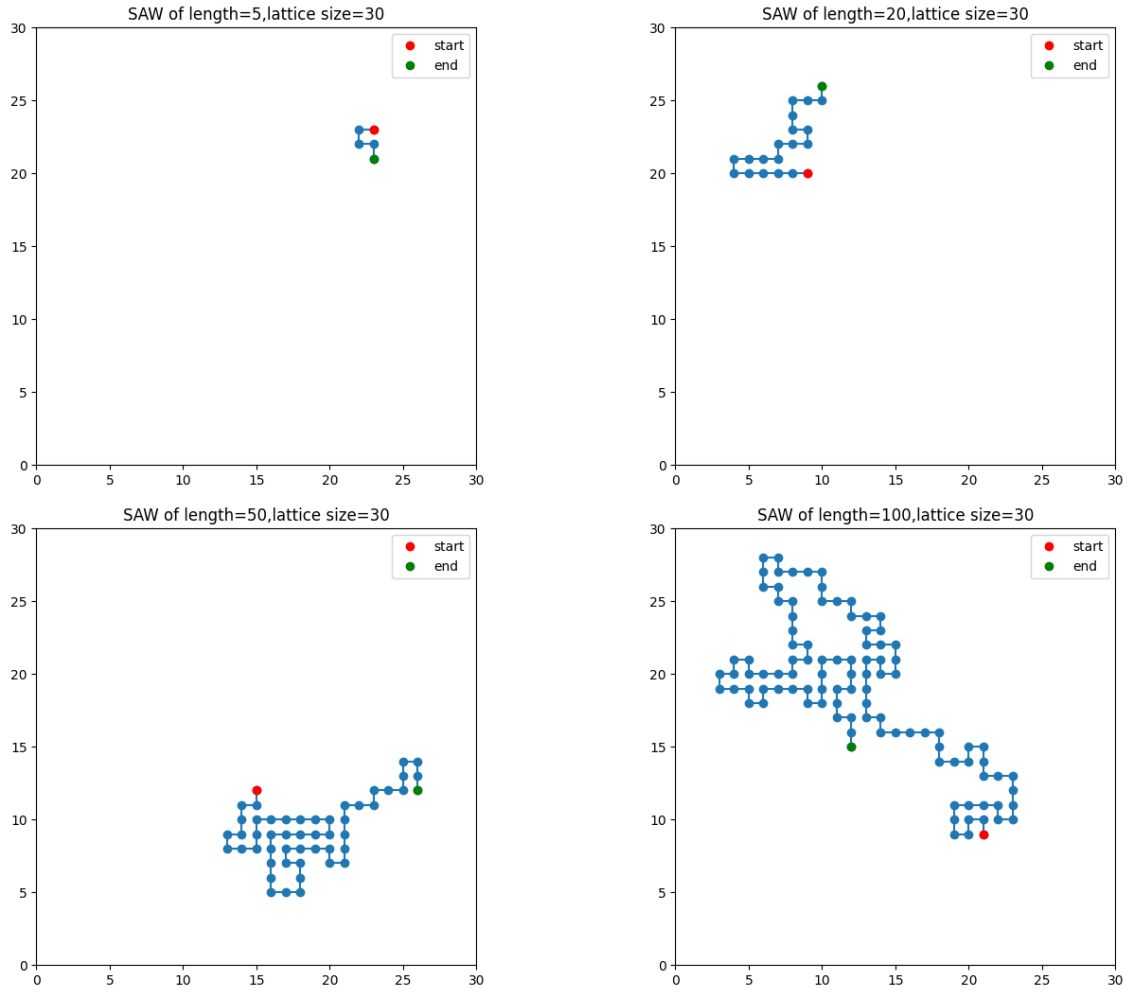 SAW of length=5,lattice size=30
30
25
20
15
10
5
0
0 5 10 15 20 25 30
start
end
SAW of length=20,lattice size=30
30
25
20
15
10
5
0
0 5 10 15 20 25 30
start
end
SAW of length=50,lattice size=30
30
25
20
15
10
5
0
0 5 10 15 20 25 30
start
end
SAW of length=100,lattice size=30
30
25
20
15
10
5
0
0 5 10 15 20 25 30
start
end